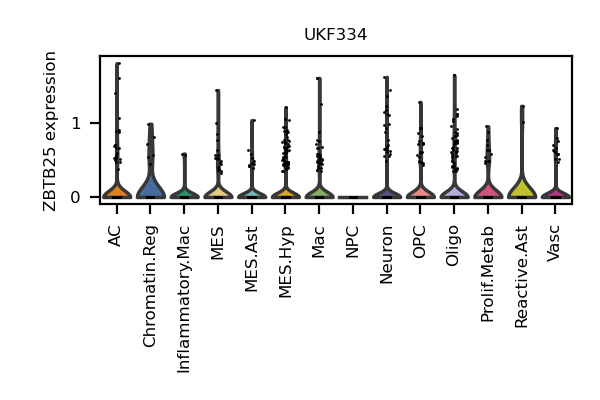 UKF334
ZBTB25 expression
1
0
AC
Chromatin.Reg
Inflammatory.Mac
MES
MES.Ast
MES.Hyp
Mac
NPC
Neuron
OPC
Oligo
Prolif.Metab
Reactive.Ast
Vasc